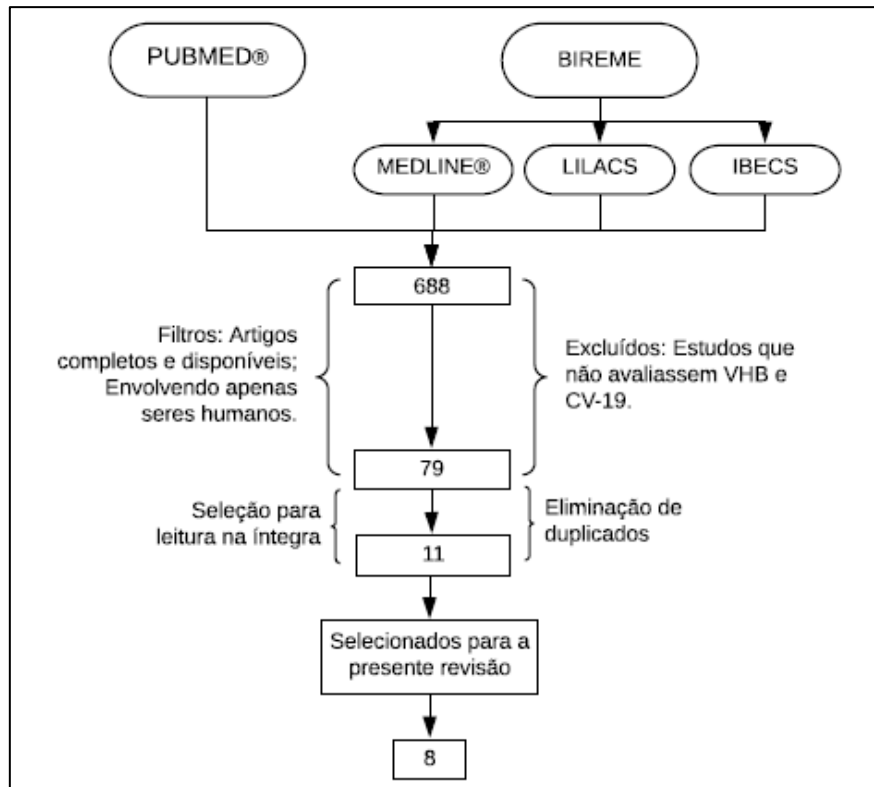 PUBMED®
BIREME
MEDLINE®
LILACS
IBECS
688
Filtros: Artigos
completos e disponíveis;
Envolvendo apenas
seres humanos.
Excluídos: Estudos que
não avaliassem VHB e
CV-19.
79
Seleção para
leitura na íntegra
Eliminação de
duplicados
11
Selecionados para a
presente revisão
8